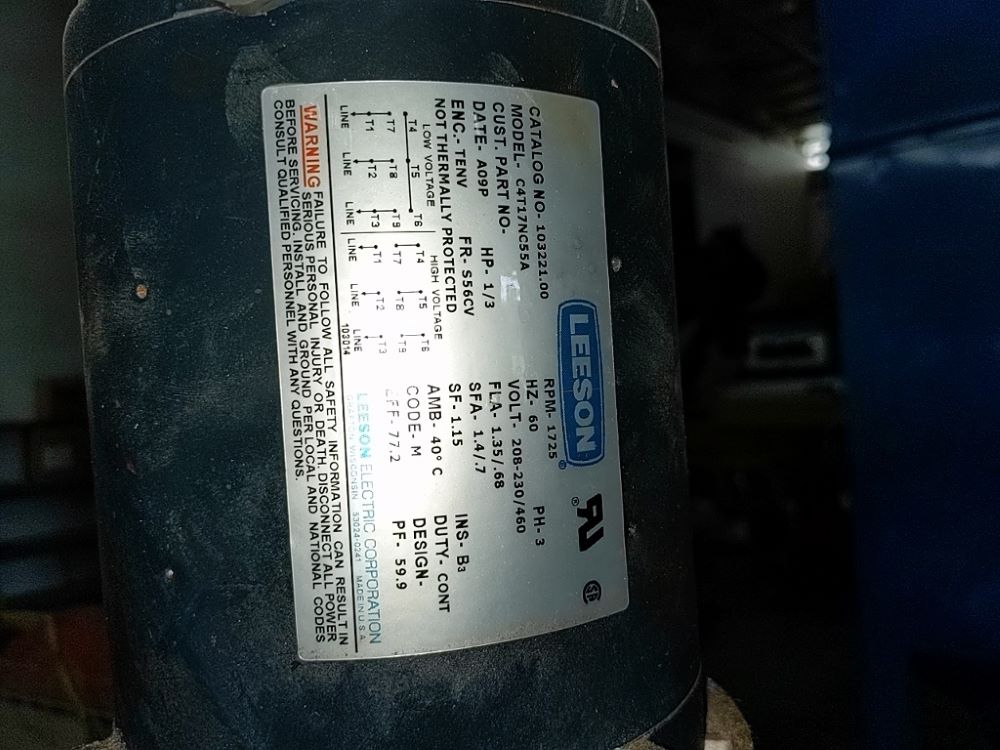 LEESON®
CATALOG NO- 103221.00
MODEL- C4T17NC55A
CUST. PART NO-
DATE- A09P HP- 1/3
ENC.- TENV FR- S56CV
NOT THERMALLY PROTECTED
RPM- 1725
HZ- 60 PH- 3
VOLT- 208-230/460
FLA- 1.35/.68
SFA- 1.4/.7
SF- 1.15 INS- B3
AMB- 40° C DUTY- CONT
CODE- M DESIGN-
EFF- 77.2 PF- 59.9
LOW VOLTAGE HIGH VOLTAGE
T4 T5 T6 T4 T5 T6
T7 T8 T9 T7 T8 T9
T1 T2 T3 T1 T2 T3
LINE LINE LINE LINE LINE LINE
103014
LEESON ELECTRIC CORPORATION
GRAFTON, WISCONSIN 53024-0241 MADE IN U.S.A.
WARNING FAILURE TO FOLLOW ALL SAFETY INFORMATION CAN RESULT IN
SERIOUS PERSONAL INJURY OR DEATH. DISCONNECT ALL POWER
BEFORE SERVICING. INSTALL AND GROUND PER LOCAL AND NATIONAL CODES
CONSULT QUALIFIED PERSONNEL WITH ANY QUESTIONS.